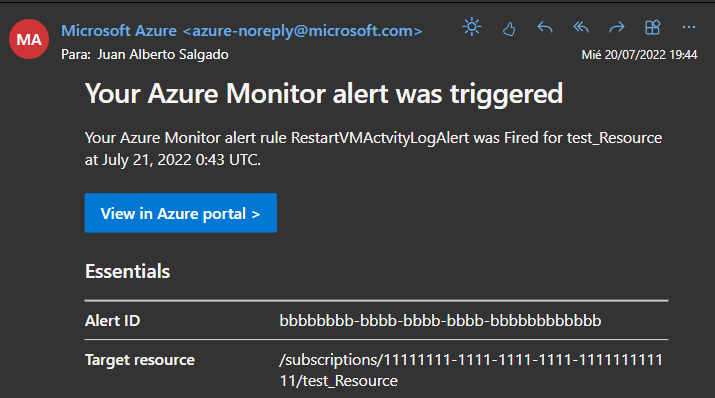 MA
Microsoft Azure <azure-noreply@microsoft.com>
Para: Juan Alberto Salgado
Mié 20/07/2022 19:44
Your Azure Monitor alert was triggered
Your Azure Monitor alert rule RestartVMActvityLogAlert was Fired for test_Resource
at July 21, 2022 0:43 UTC.
View in Azure portal >
Essentials
Alert ID bbbbbbbb-bbbb-bbbb-bbbb-bbbbbbbbbbbb
Target resource /subscriptions/11111111-1111-1111-1111-1111111111
11/test_Resource